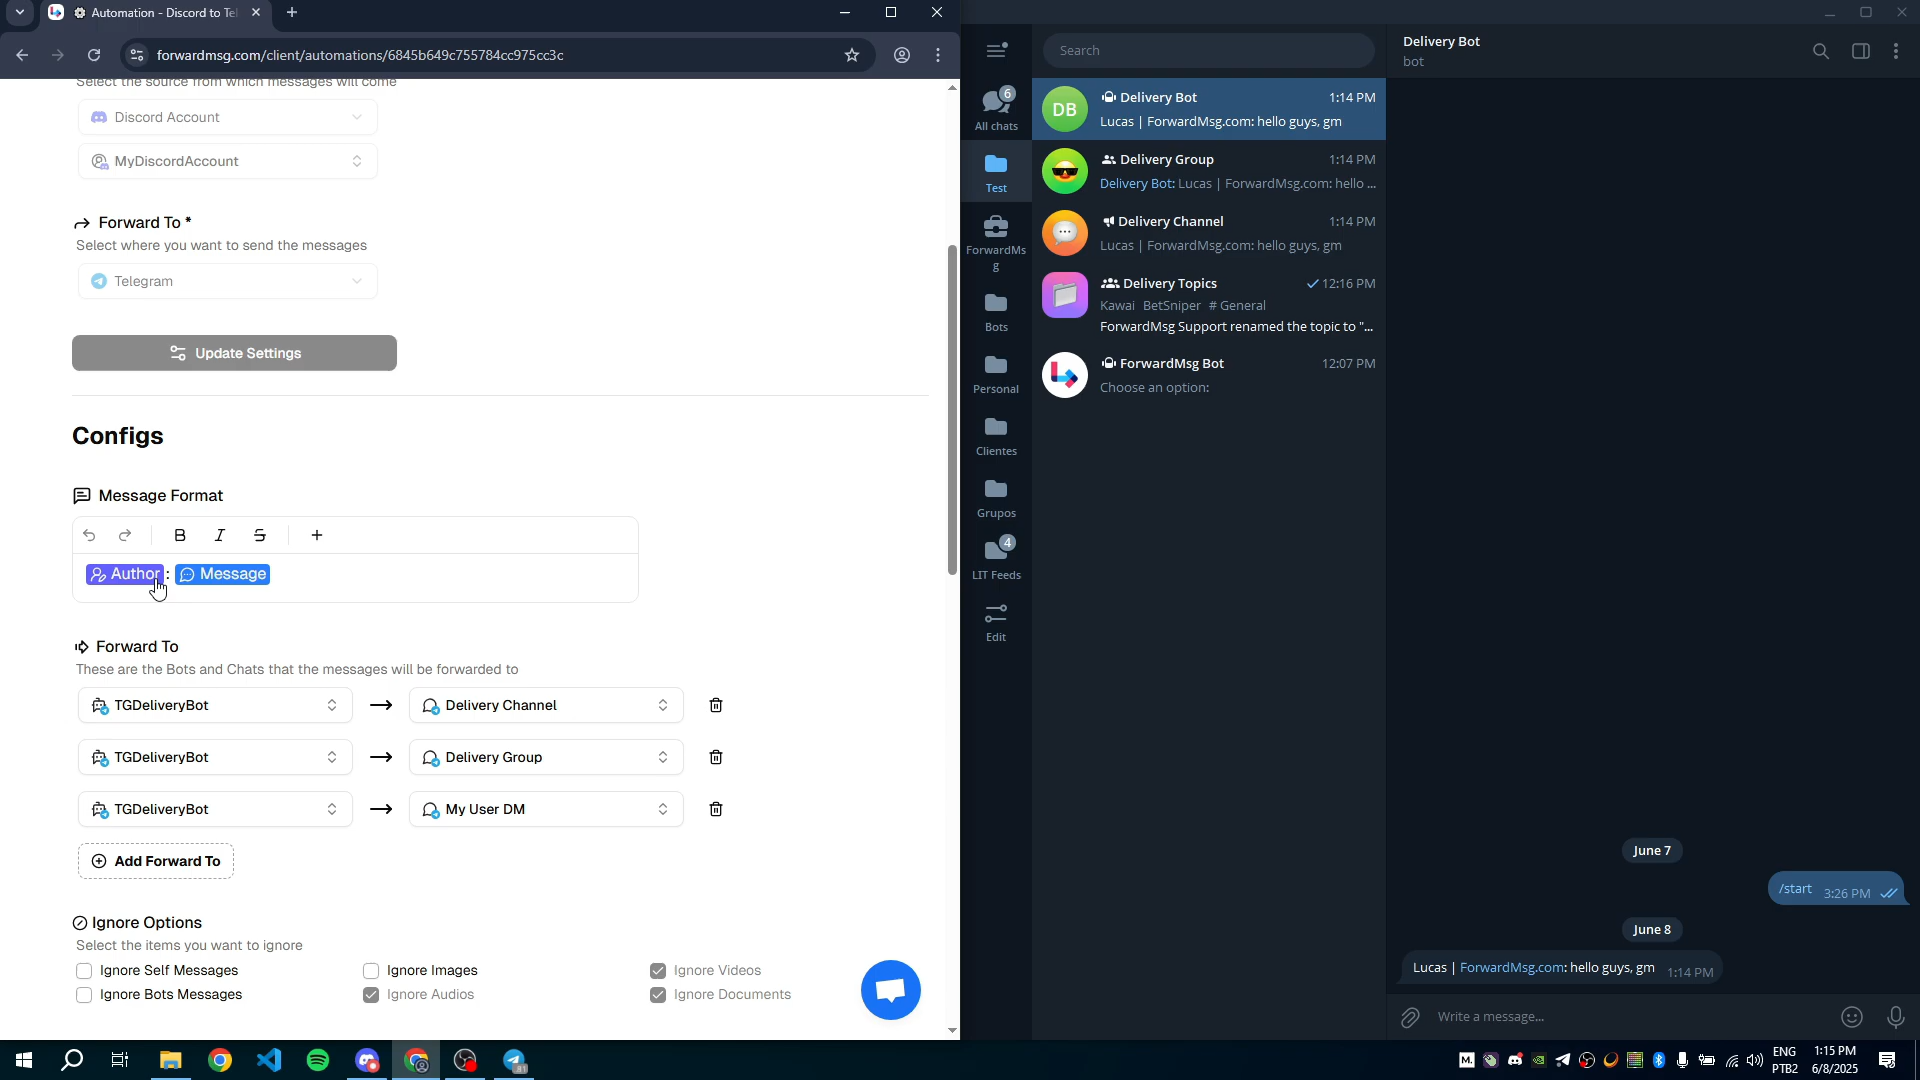 Automation - Discord to Te
forwardmsg.com/client/automations/6845b649c755784cc975cc3c
Select the source from which messages will come
Discord Account
MyDiscordAccount
Forward To *
Select where you want to send the messages
Telegram
Update Settings
Configs
Message Format
Author : Message
Forward To
These are the Bots and Chats that the messages will be forwarded to
TGDeliveryBot
Delivery Channel
TGDeliveryBot
Delivery Group
TGDeliveryBot
My User DM
Add Forward To
Ignore Options
Select the items you want to ignore
Ignore Self Messages
Ignore Images
Ignore Videos
Ignore Bots Messages
Ignore Audios
Ignore Documents
6
All chats
Test
ForwardMs
g
Bots
Personal
Clientes
Grupos
4
LIT Feeds
Edit
Search
DB
Delivery Bot
1:14 PM
Lucas | ForwardMsg.com: hello guys, gm
Delivery Group
1:14 PM
Delivery Bot: Lucas | ForwardMsg.com: hello ...
Delivery Channel
1:14 PM
Lucas | ForwardMsg.com: hello guys, gm
Delivery Topics
12:16 PM
Kawai BetSniper # General
ForwardMsg Support renamed the topic to "...
ForwardMsg Bot
12:07 PM
Choose an option:
Delivery Bot
bot
June 7
/start
3:26 PM
June 8
Lucas | ForwardMsg.com: hello guys, gm
1:14 PM
Write a message...
ENG
PTB2
1:15 PM
6/8/2025